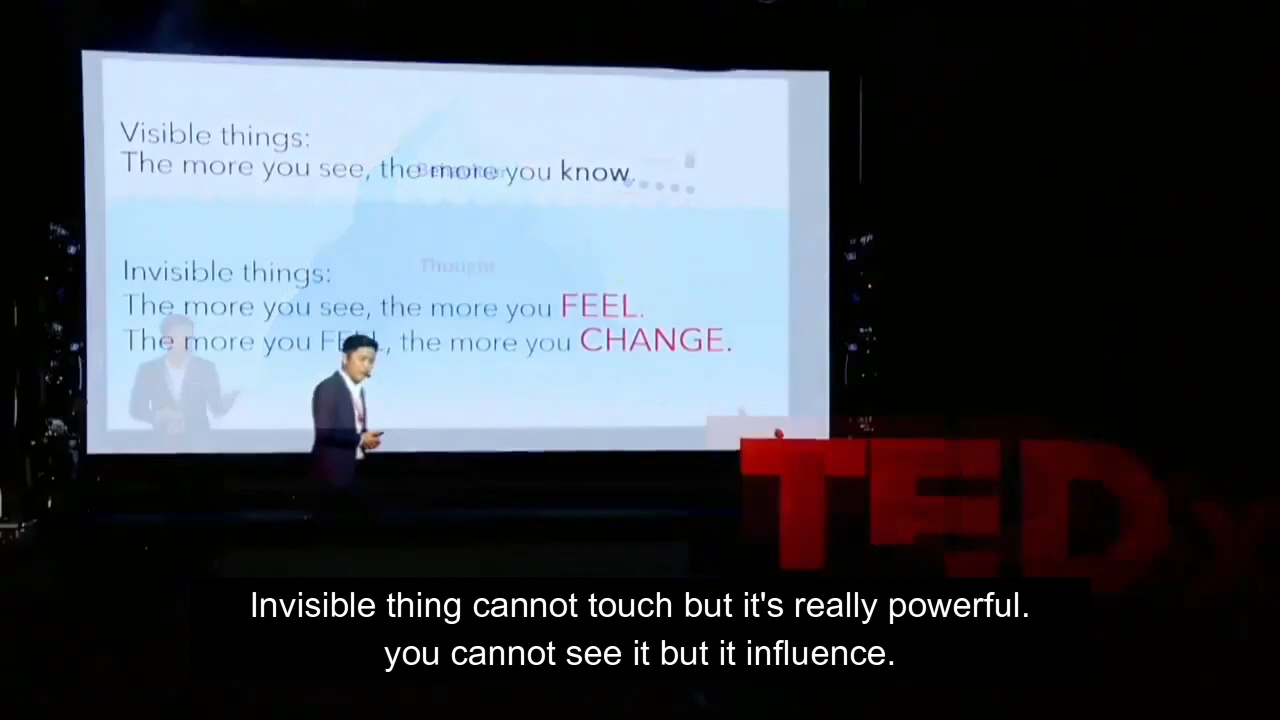 Visible things:
The more you see, the more you know.
Thought
Invisible things:
The more you see, the more you FEEL.
The more you FEEL, the more you CHANGE.
TEDx
Invisible thing cannot touch but it's really powerful.
you cannot see it but it influence.